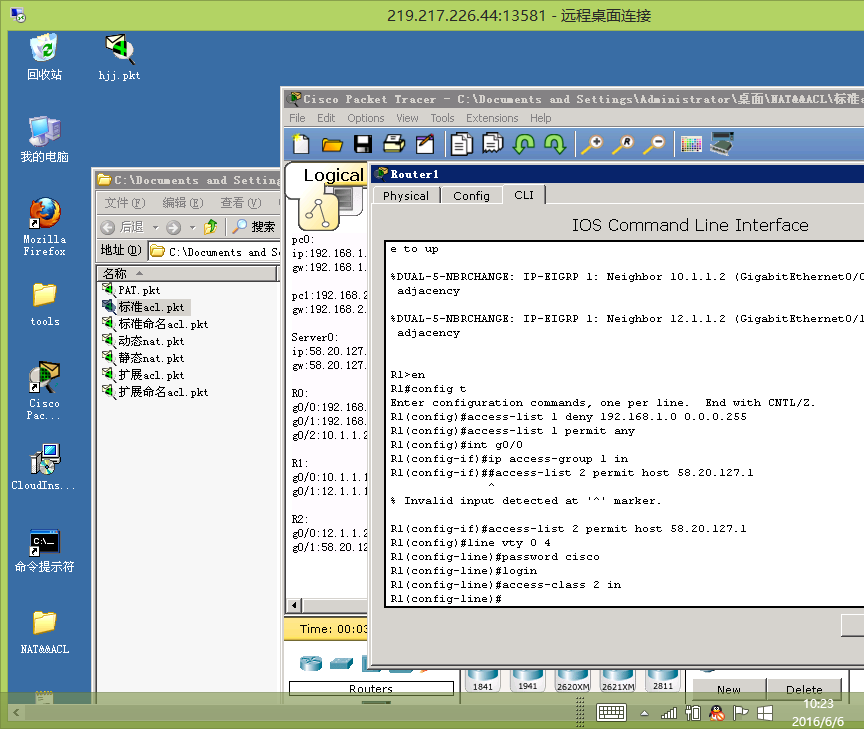 219.217.226.44:13581 - 远程桌面连接
回收站
hjj.pkt
我的电脑
Mozilla
Firefox
tools
Cisco
Pac...
CloudIns...
命令提示符
NAT&&ACL
C:\Documents and Setting
文件(F) 编辑(E) 查看(V)
后退 搜索
地址(D) C:\Documents and S
名称
PAT.pkt
标准acl.pkt
标准命名acl.pkt
动态nat.pkt
静态nat.pkt
扩展acl.pkt
扩展命名acl.pkt
Cisco Packet Tracer - C:\Documents and Settings\Administrator\桌面\NAT&&ACL\标准a
File Edit Options View Tools Extensions Help
Logical
pc0:
ip:192.168.1.
gw:192.168.1.
pc1:192.168.2
gw:192.168.2.
Server0:
ip:58.20.127.
gw:58.20.127.
R0:
g0/0:192.168.
g0/1:192.168.
g0/2:10.1.1.2
R1:
g0/0:10.1.1.1
g0/1:12.1.1.1
R2:
g0/0:12.1.1.2
g0/1:58.20.12
Time: 00:03
Routers
Router1
Physical Config CLI
IOS Command Line Interface
e to up
%DUAL-5-NBRCHANGE: IP-EIGRP 1: Neighbor 10.1.1.2 (GigabitEthernet0/0
adjacency
%DUAL-5-NBRCHANGE: IP-EIGRP 1: Neighbor 12.1.1.2 (GigabitEthernet0/1
adjacency
R1>en
R1#config t
Enter configuration commands, one per line.  End with CNTL/Z.
R1(config)#access-list 1 deny 192.168.1.0 0.0.0.255
R1(config)#access-list 1 permit any
R1(config)#int g0/0
R1(config-if)#ip access-group 1 in
R1(config-if)##access-list 2 permit host 58.20.127.1
^
% Invalid input detected at '^' marker.
R1(config-if)#access-list 2 permit host 58.20.127.1
R1(config)#line vty 0 4
R1(config-line)#password cisco
R1(config-line)#login
R1(config-line)#access-class 2 in
R1(config-line)#
1841 1941 2620XM 2621XM 2811
New Delete
10:23
2016/6/6